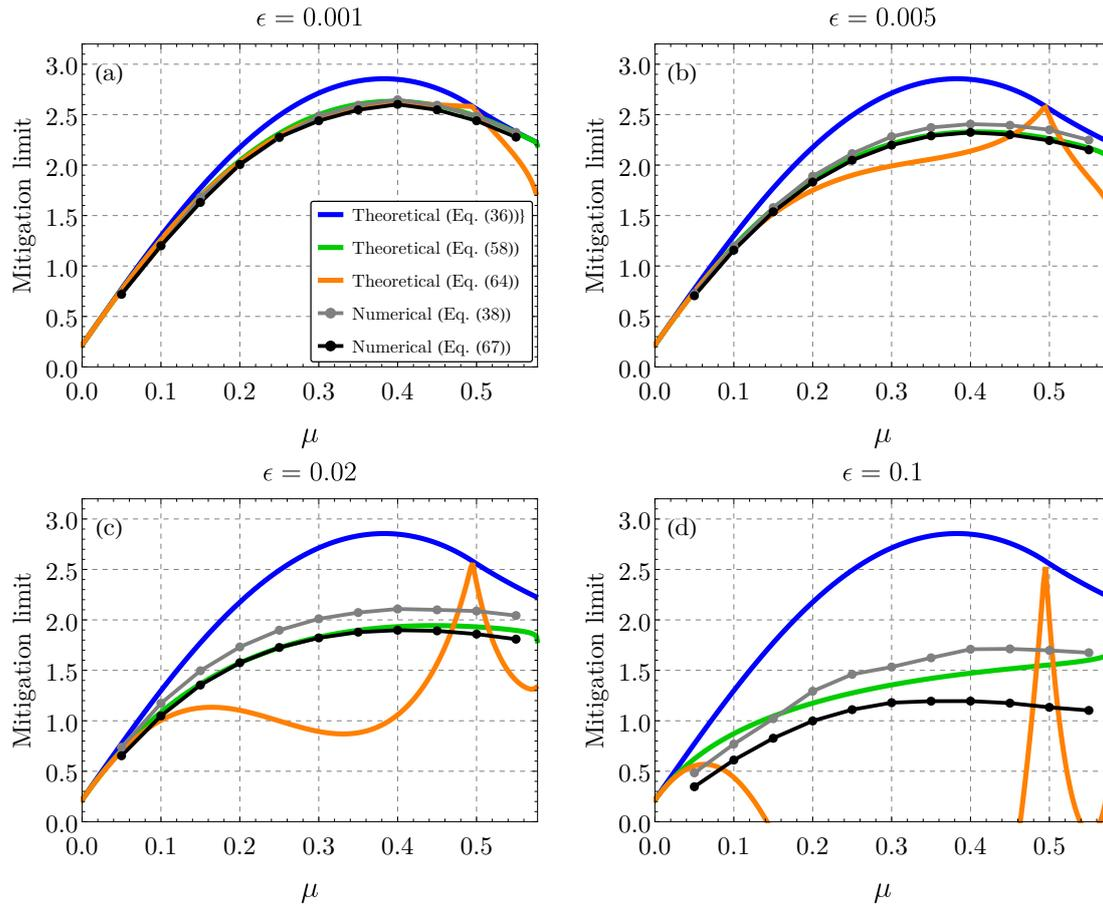 ϵ = 0.001
(a)
Mitigation limit
3.0
2.5
2.0
1.5
1.0
0.5
0.0
Theoretical (Eq. (36))}
Theoretical (Eq. (58))
Theoretical (Eq. (64))
Numerical (Eq. (38))
Numerical (Eq. (67))
0.0 0.1 0.2 0.3 0.4 0.5
μ
ϵ = 0.005
(b)
Mitigation limit
3.0
2.5
2.0
1.5
1.0
0.5
0.0
0.0 0.1 0.2 0.3 0.4 0.5
μ
ϵ = 0.02
(c)
Mitigation limit
3.0
2.5
2.0
1.5
1.0
0.5
0.0
0.0 0.1 0.2 0.3 0.4 0.5
μ
ϵ = 0.1
(d)
Mitigation limit
3.0
2.5
2.0
1.5
1.0
0.5
0.0
0.0 0.1 0.2 0.3 0.4 0.5
μ